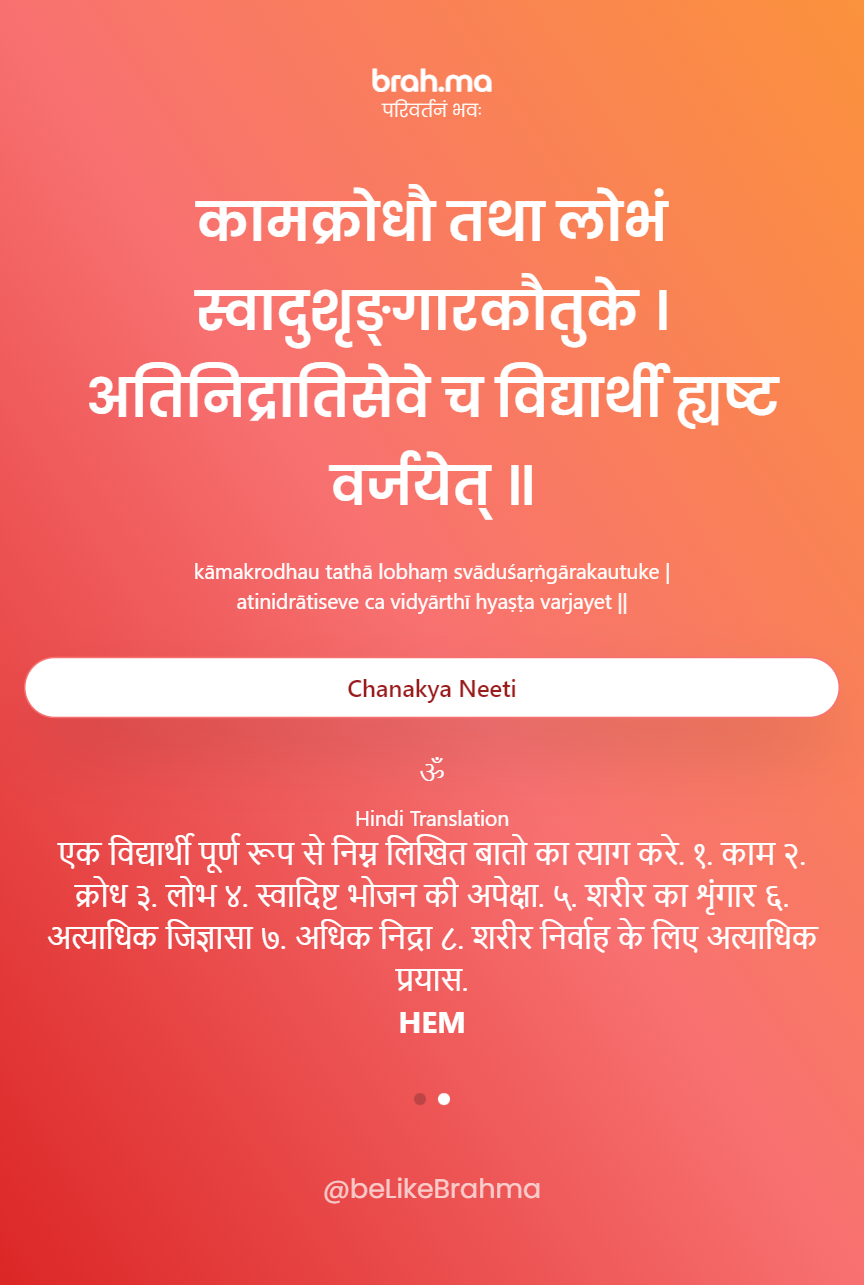 brah.ma
परिवर्तनं भवः
कामक्रोधौ तथा लोभं
स्वादुशृङ्गारकौतुके ।
अतिनिद्रातिसेवे च विद्यार्थी ह्यष्ट
वर्जयेत् ॥
kāmakrodhau tathā lobhaṃ svāduśaṛṅgārakautuke |
atinidrātiseve ca vidyārthī hyaṣṭa varjayet ||
Chanakya Neeti
ॐ
Hindi Translation
एक विद्यार्थी पूर्ण रूप से निम्न लिखित बातो का त्याग करे. १. काम २.
क्रोध ३. लोभ ४. स्वादिष्ट भोजन की अपेक्षा. ५. शरीर का शृंगार ६.
अत्याधिक जिज्ञासा ७. अधिक निद्रा ८. शरीर निर्वाह के लिए अत्याधिक
प्रयास.
HEM
@beLikeBrahma